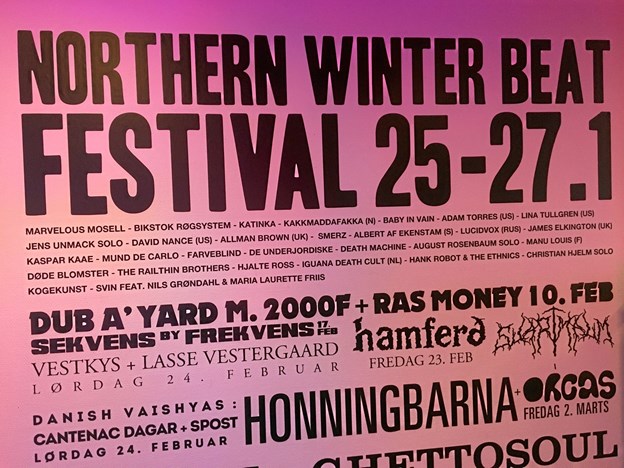 NORTHERN WINTER BEAT
FESTIVAL 25-27.1
MARVELOUS MOSELL - BIKSTOK RØGSYSTEM - KATINKA - KAKKMADDAFAKKA (N) - BABY IN VAIN - ADAM TORRES (US) - LINA TULLGREN (US)
JENS UNMACK SOLO - DAVID NANCE (US) - ALLMAN BROWN (UK) - SMERZ - ALBERT AF EKENSTAM (S) - LUCIDVOX (RUS) - JAMES ELKINGTON (UK)
KASPAR KAAE - MUND DE CARLO - FARVEBLIND - DE UNDERJORDISKE - DEATH MACHINE - AUGUST ROSENBAUM SOLO - MANU LOUIS (F)
DØDE BLOMSTER - THE RAILTHIN BROTHERS - HJALTE ROSS - IGUANA DEATH CULT (NL) - HANK ROBOT & THE ETHNICS - CHRISTIAN HJELM SOLO
KOGEKUNST - SVIN FEAT. NILS GRØNDAHL & MARIA LAURETTE FRIIS
DUB A' YARD M. 2000F + RAS MONEY 10. FEB
SEKVENS BY FREKVENS 17. FEB
VESTKYS + LASSE VESTERGAARD
LØRDAG 24. FEBRUAR
hamferð
FREDAG 23. FEB
DANISH VAISHYAS:
CANTENAC DAGAR + SPOST
LØRDAG 24. FEBRUAR
HONNINGBARNA + ORCAS
FREDAG 2. MARTS
GHETTOSOUL